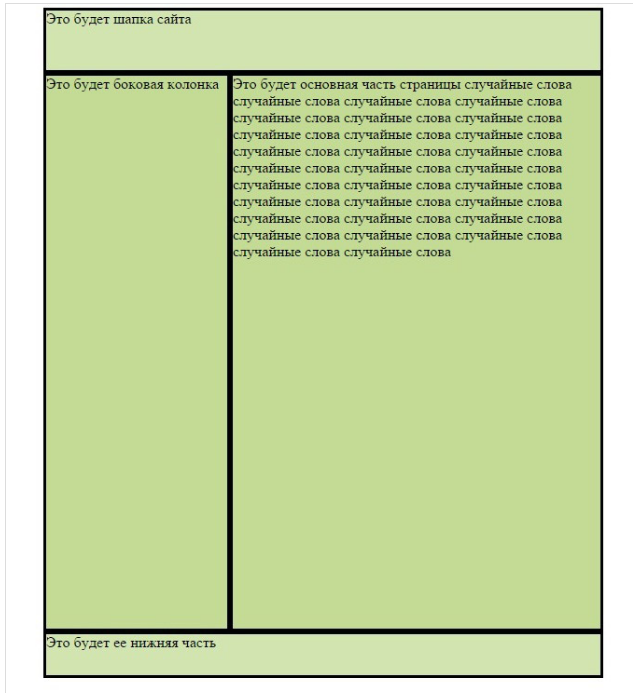 Это будет шапка сайта
Это будет боковая колонка
Это будет основная часть страницы случайные слова
случайные слова случайные слова случайные слова
случайные слова случайные слова случайные слова
случайные слова случайные слова случайные слова
случайные слова случайные слова случайные слова
случайные слова случайные слова случайные слова
случайные слова случайные слова случайные слова
случайные слова случайные слова случайные слова
случайные слова случайные слова случайные слова
случайные слова случайные слова случайные слова
случайные слова случайные слова
Это будет ее нижняя часть